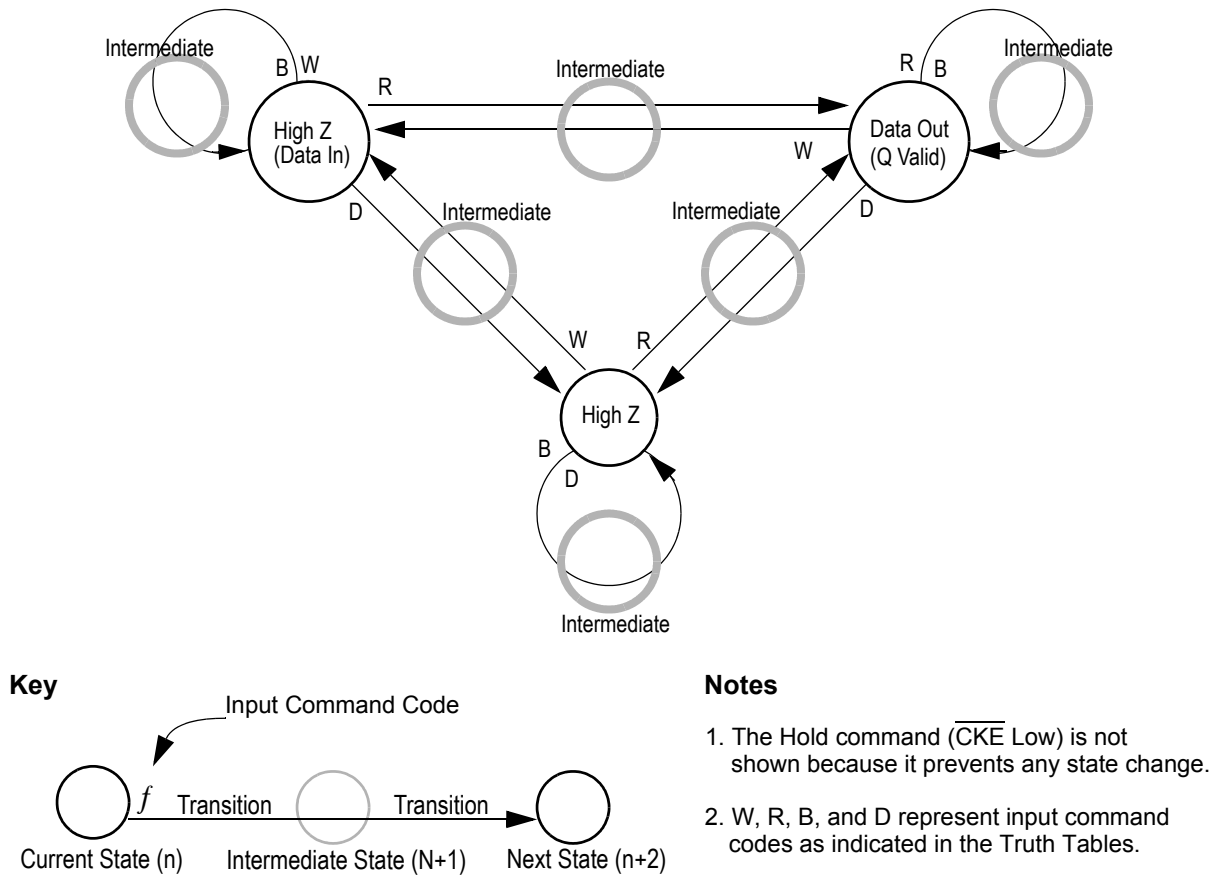 Intermediate
B W
R
Intermediate
R B
Intermediate
High Z
(Data In)
Data Out
(Q Valid)
W
D
Intermediate
Intermediate
D
W
R
High Z
B
D
Intermediate
Key
Input Command Code
f
Transition
Transition
Current State (n)
Intermediate State (N+1)
Next State (n+2)
Notes
1. The Hold command (C̅K̅E̅ Low) is not
shown because it prevents any state change.
2. W, R, B, and D represent input command
codes as indicated in the Truth Tables.